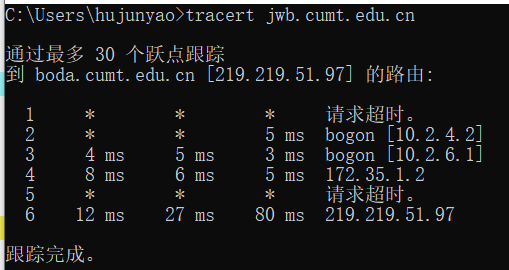 C:\Users\hujunyao>tracert jwb.cumt.edu.cn
通过最多 30 个跃点跟踪
到 boda.cumt.edu.cn [219.219.51.97] 的路由:
1 * * * 请求超时。
2 * * 5 ms bogon [10.2.4.2]
3 4 ms 5 ms 3 ms bogon [10.2.6.1]
4 8 ms 6 ms 5 ms 172.35.1.2
5 * * * 请求超时。
6 12 ms 27 ms 80 ms 219.219.51.97
跟踪完成。